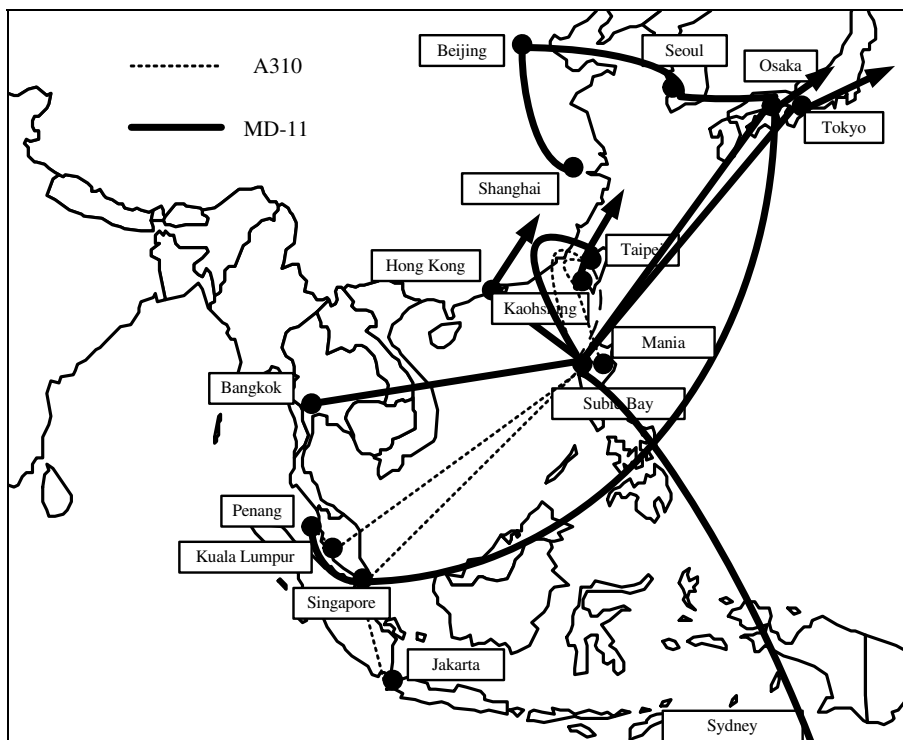 Beijing
Seoul
Osaka
A310
MD-11
Tokyo
Shanghai
Taipei
Hong Kong
Kaohsiung
Mania
Bangkok
Subic Bay
Penang
Kuala Lumpur
Singapore
Jakarta
Sydney